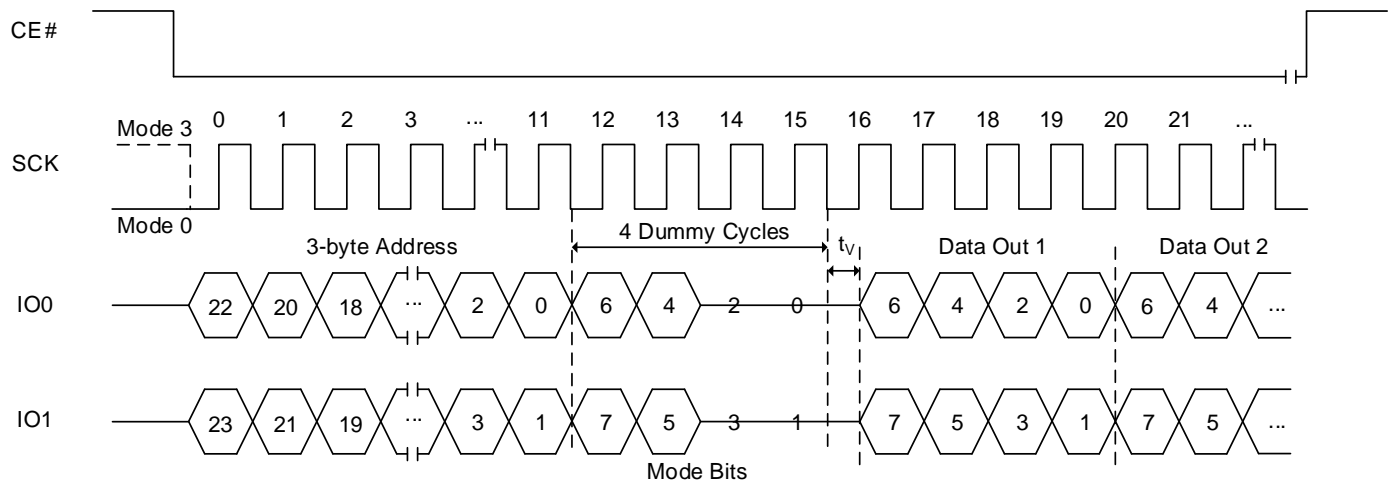 CE#
Mode 3 0 1 2 3 ... 11 12 13 14 15 16 17 18 19 20 21 ...
SCK
Mode 0
3-byte Address 4 Dummy Cycles tV Data Out 1 Data Out 2
IO0 22 20 18 ... 2 0 6 4 2 0 6 4 2 0 6 4 ...
IO1 23 21 19 ... 3 1 7 5 3 1 7 5 3 1 7 5 ...
Mode Bits